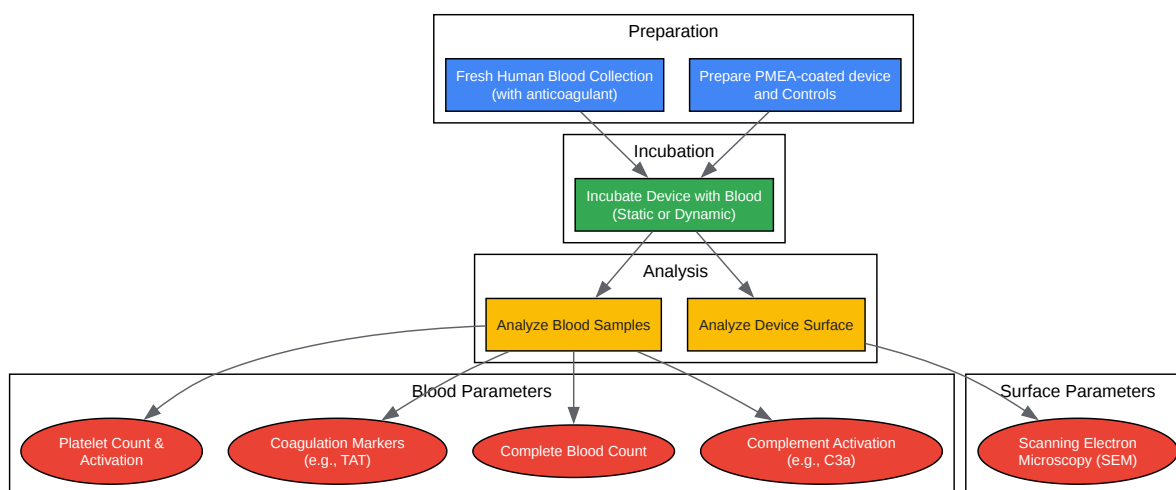 Preparation
Fresh Human Blood Collection
(with anticoagulant)
Prepare PMEA-coated device
and Controls
Incubation
Incubate Device with Blood
(Static or Dynamic)
Analysis
Analyze Blood Samples
Analyze Device Surface
Blood Parameters
Surface Parameters
Platelet Count &
Activation
Coagulation Markers
(e.g., TAT)
Complete Blood Count
Complement Activation
(e.g., C3a)
Scanning Electron
Microscopy (SEM)